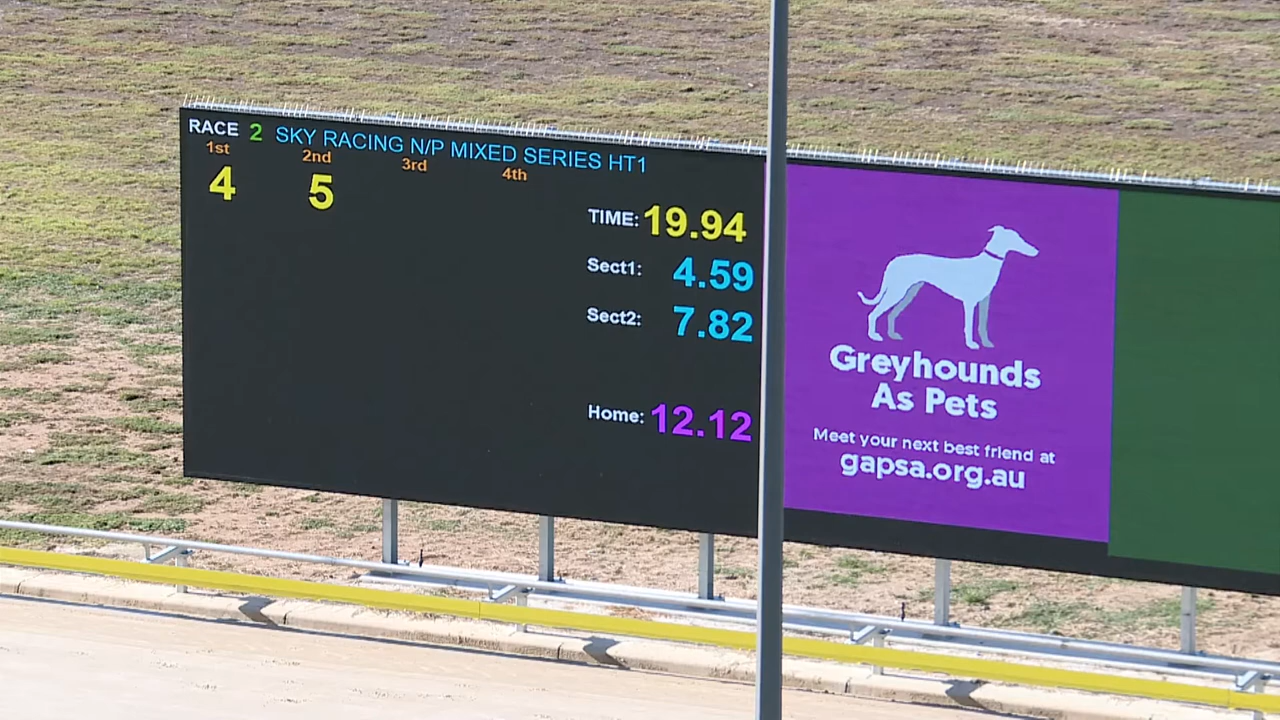 RACE 2 SKY RACING N/P MIXED SERIES HT1
1st 2nd 3rd 4th
4 5
TIME: 19.94
Sect1: 4.59
Sect2: 7.82
Home: 12.12
Greyhounds
As Pets
Meet your next best friend at
gapsa.org.au